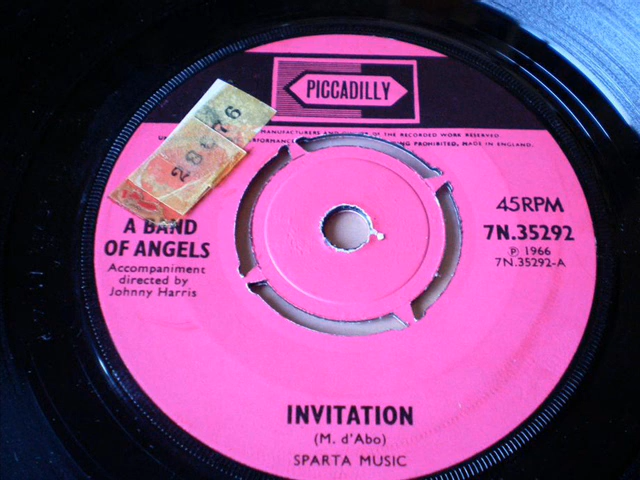 PICCADILLY
MANUFACTURERS AND OF THE RECORDED WORK RESERVED
PROHIBITED, MADE IN ENGLAND.
A BAND
OF ANGELS
Accompaniment
directed by
Johnny Harris
45RPM
7N.35292
℗ 1966
7N.35292-A
INVITATION
(M. d'Abo)
SPARTA MUSIC